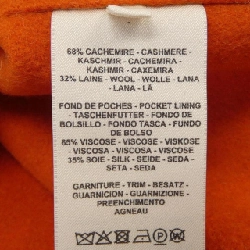 68% CACHEMIRE - CASHMERE -
KASCHMIR - CACHEMIRA -
KASHMIR - CAXEMIRA
32% LAINE - WOOL - WOLLE - LANA
- LANA - LÃ
FOND DE POCHES - POCKET LINING
TASCHENFUTTER - FONDO DE
BOLSILLO - FONDO TASCA - FUNDO
DE BOLSO
65% VISCOSE - VISCOSE - VISKOSE
VISCOSA - VISCOSA - VISCOSE
35% SOIE - SILK - SEIDE - SEDA -
SETA - SEDA
GARNITURE - TRIM - BESATZ -
GUARNICION - GUARNIZIONE -
PREENCHIMENTO
AGNEAU